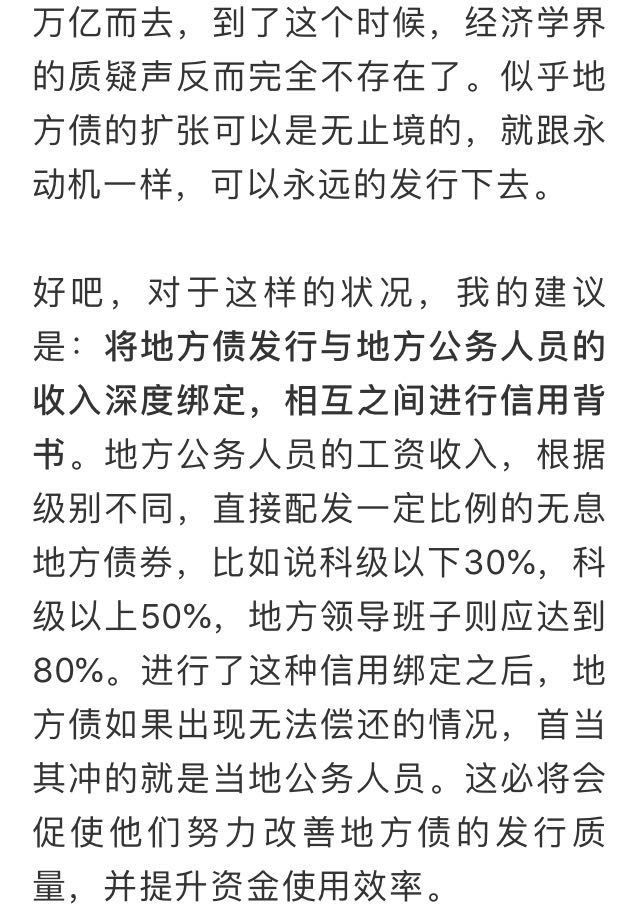 万亿而去，到了这个时候，经济学界
的质疑声反而完全不存在了。似乎地
方债的扩张可以是无止境的，就跟永
动机一样，可以永远的发行下去。
好吧，对于这样的状况，我的建议
是：将地方债发行与地方公务人员的
收入深度绑定，相互之间进行信用背
书。地方公务人员的工资收入，根据
级别不同，直接配发一定比例的无息
地方债券，比如说科级以下30%，科
级以上50%，地方领导班子则应达到
80%。进行了这种信用绑定之后，地
方债如果出现无法偿还的情况，首当
其冲的就是当地公务人员。这必将会
促使他们努力改善地方债的发行质
量，并提升资金使用效率。